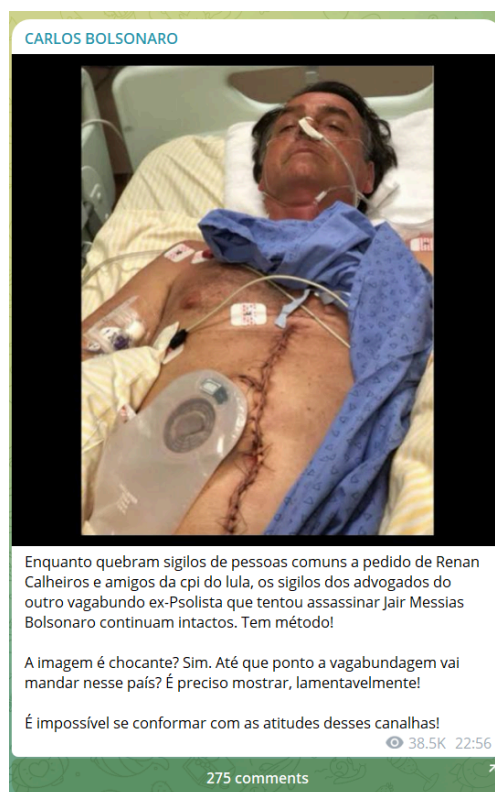 CARLOS BOLSONARO
Enquanto quebram sigilos de pessoas comuns a pedido de Renan
Calheiros e amigos da cpi do lula, os sigilos dos advogados do
outro vagabundo ex-Psolista que tentou assassinar Jair Messias
Bolsonaro continuam intactos. Tem método!
A imagem é chocante? Sim. Até que ponto a vagabundagem vai
mandar nesse país? É preciso mostrar, lamentavelmente!
É impossível se conformar com as atitudes desses canalhas!
38.5K 22:56
275 comments